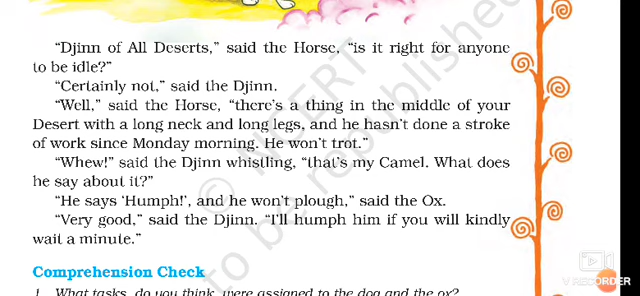 “Djinn of All Deserts,” said the Horse, “is it right for anyone
to be idle?”
“Certainly not,” said the Djinn.
“Well,” said the Horse, “there’s a thing in the middle of your
Desert with a long neck and long legs, and he hasn’t done a stroke
of work since Monday morning. He won’t trot.”
“Whew!” said the Djinn whistling, “that’s my Camel. What does
he say about it?”
“He says ‘Humph!’, and he won’t plough,” said the Ox.
“Very good,” said the Djinn. “I’ll humph him if you will kindly
wait a minute.”
Comprehension Check
1. What tasks, do you think, were assigned to the dog and the ox?
© NCERT
to be republished
V RECORDER